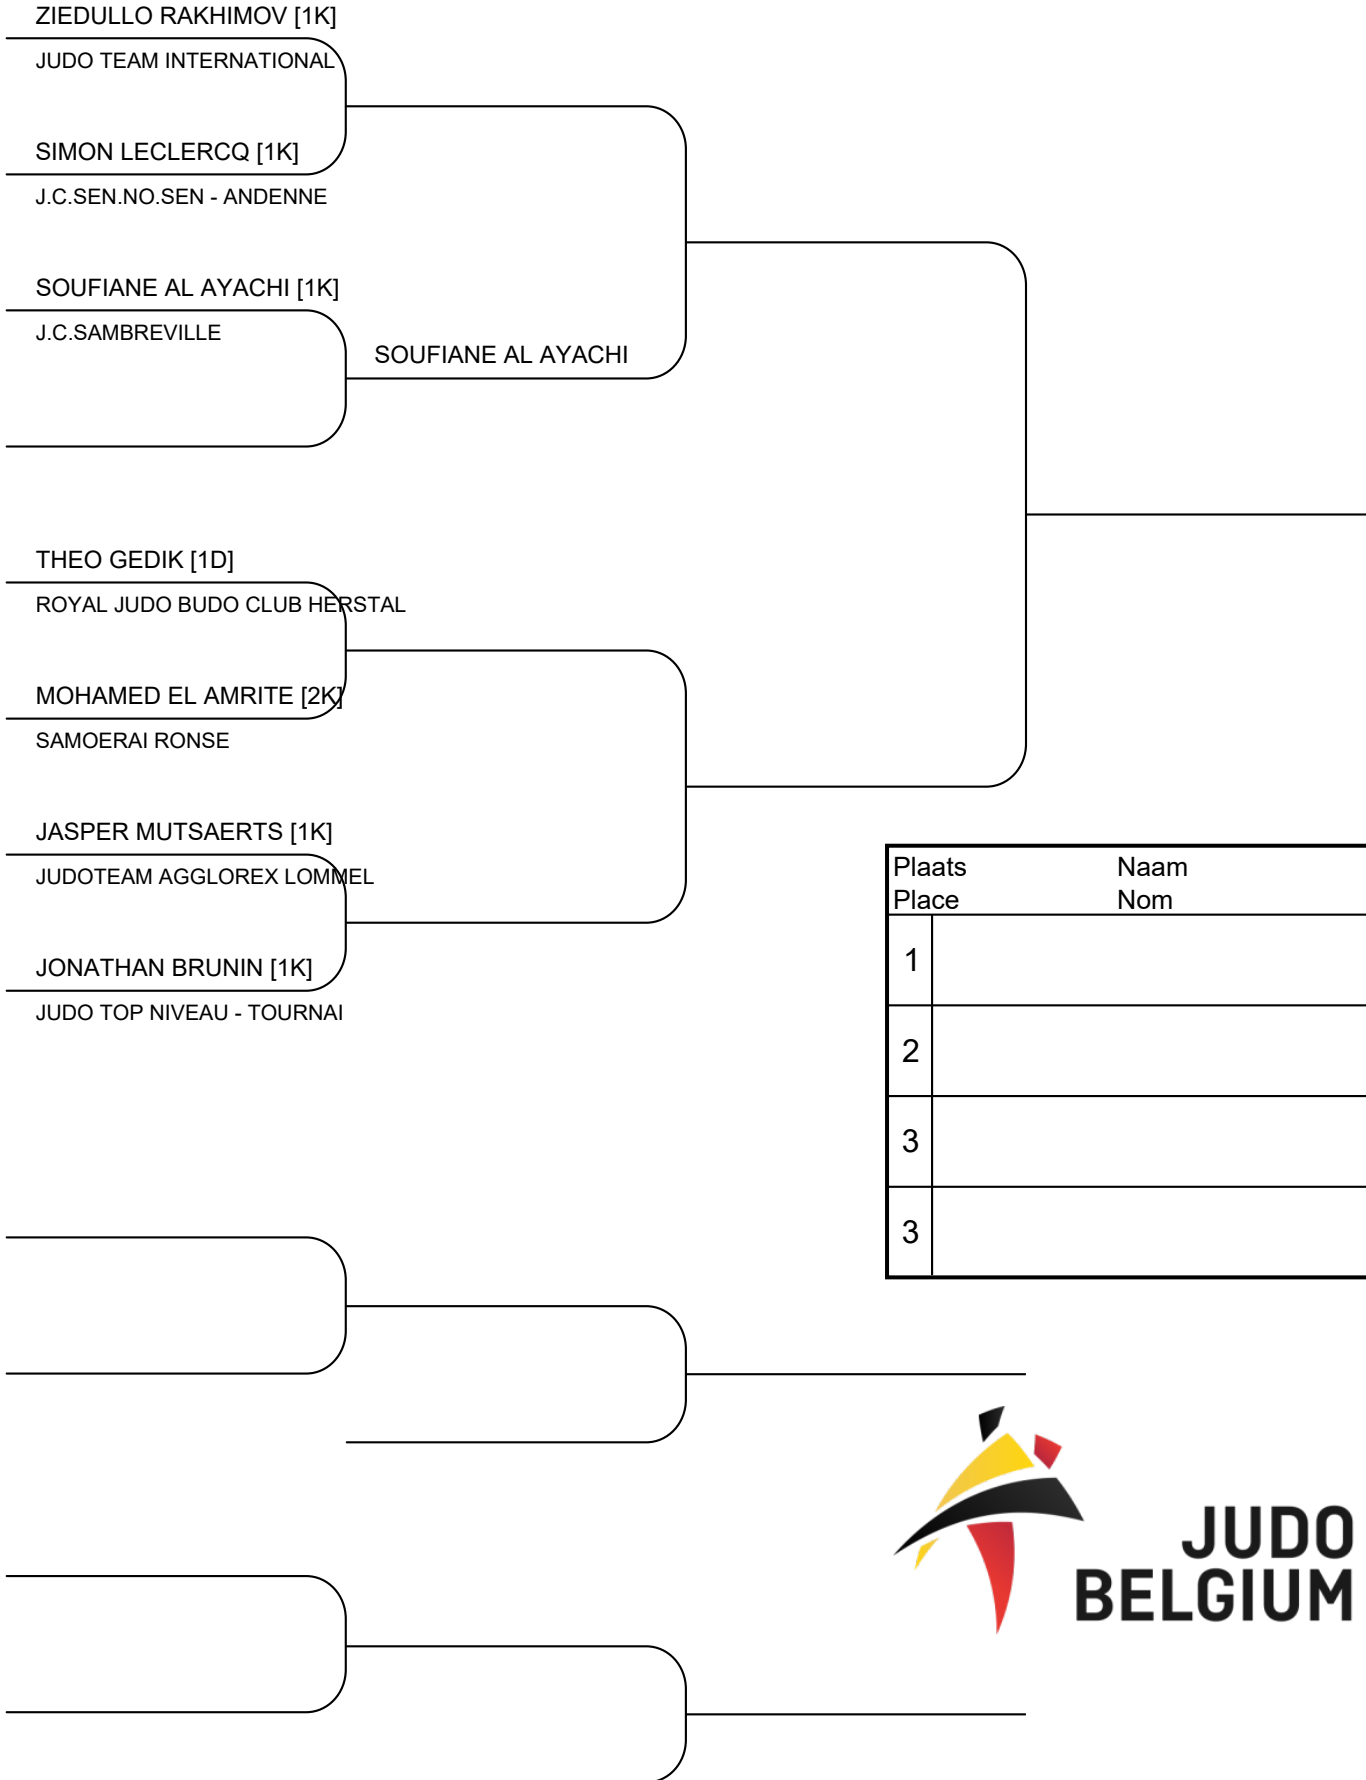 ZIEDULLO RAKHIMOV [1K]
JUDO TEAM INTERNATIONAL
SIMON LECLERCQ [1K]
J.C.SEN.NO.SEN - ANDENNE
SOUFIANE AL AYACHI [1K]
J.C.SAMBREVILLE
SOUFIANE AL AYACHI
THEO GEDIK [1D]
ROYAL JUDO BUDO CLUB HERSTAL
MOHAMED EL AMRITE [2K]
SAMOERAI RONSE
JASPER MUTSAERTS [1K]
JUDOTEAM AGGLOREX LOMMEL
JONATHAN BRUNIN [1K]
JUDO TOP NIVEAU - TOURNAI
Plaats Naam
Place Nom
1
2
3
3
JUDO
BELGIUM